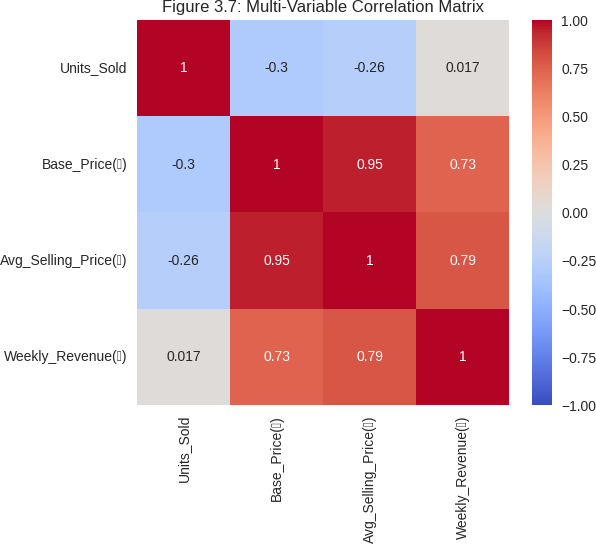 Figure 3.7: Multi-Variable Correlation Matrix
Units_Sold 1 -0.3 -0.26 0.017
Base_Price(▯) -0.3 1 0.95 0.73
Avg_Selling_Price(▯) -0.26 0.95 1 0.79
Weekly_Revenue(▯) 0.017 0.73 0.79 1
Units_Sold
Base_Price(▯)
Avg_Selling_Price(▯)
Weekly_Revenue(▯)
1.00
0.75
0.50
0.25
0.00
−0.25
−0.50
−0.75
−1.00